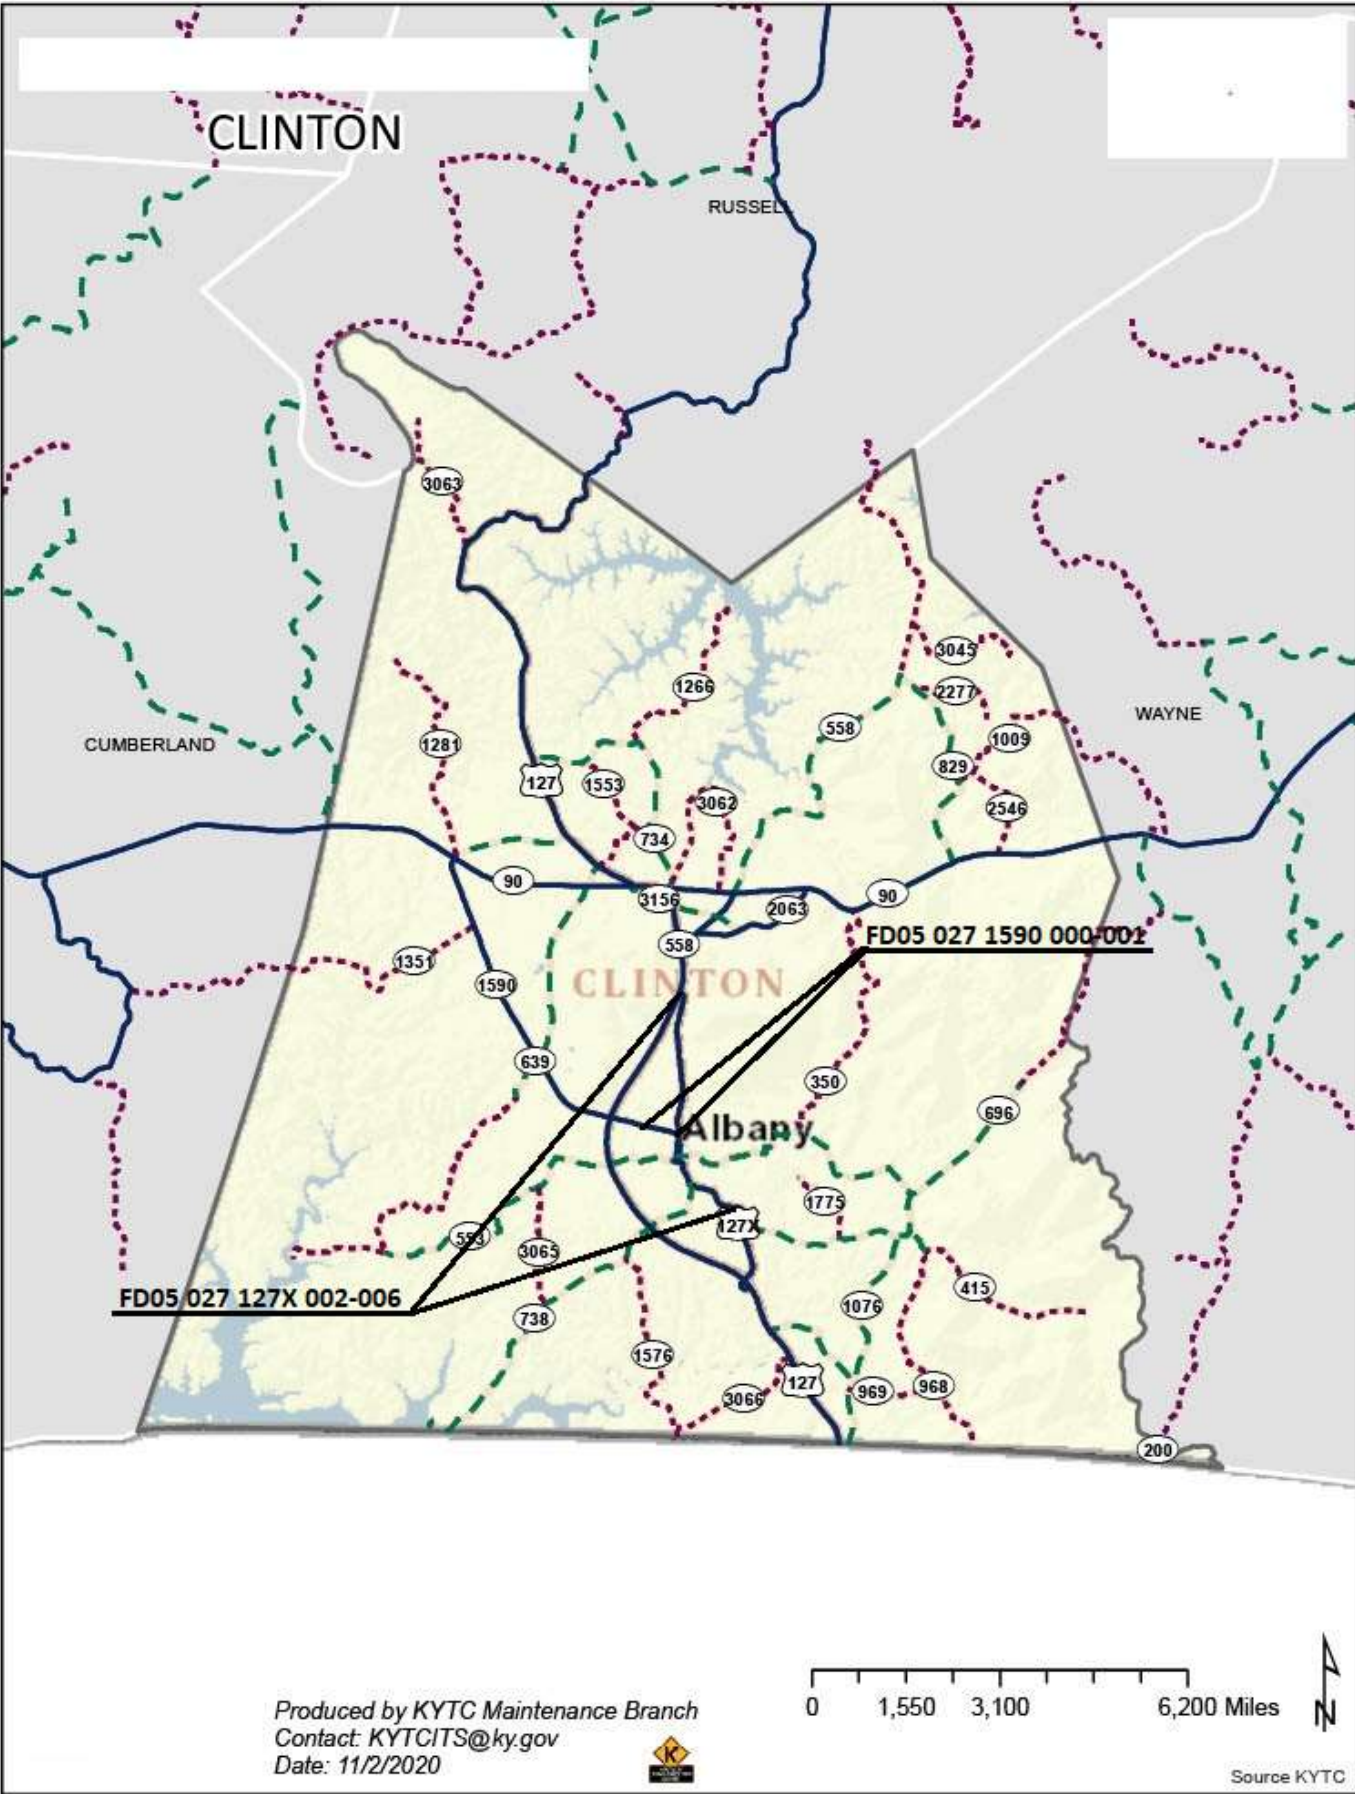 CLINTON
RUSSELL
3063
3045
1266
2277
WAYNE
558
1009
CUMBERLAND
1281
829
127
1553
3062
2546
734
90
90
3156
2063
FD05 027 1590 000-001
558
1351
CLINTON
1590
639
350
696
Albany
1775
127X
553
3065
415
FD05 027 127X 002-006
1076
738
1576
127
968
969
3066
200
0 1,550 3,100 6,200 Miles
N
Produced by KYTC Maintenance Branch
Contact: KYTCITS@ky.gov
Date: 11/2/2020
Source KYTC